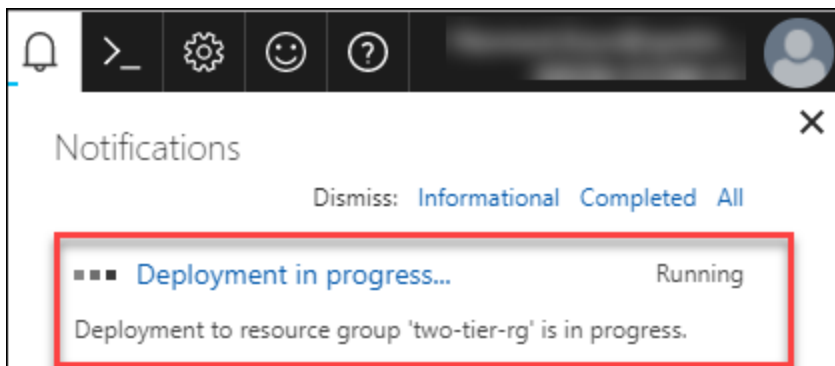 Notifications
Dismiss: Informational Completed All
Deployment in progress... Running
Deployment to resource group 'two-tier-rg' is in progress.